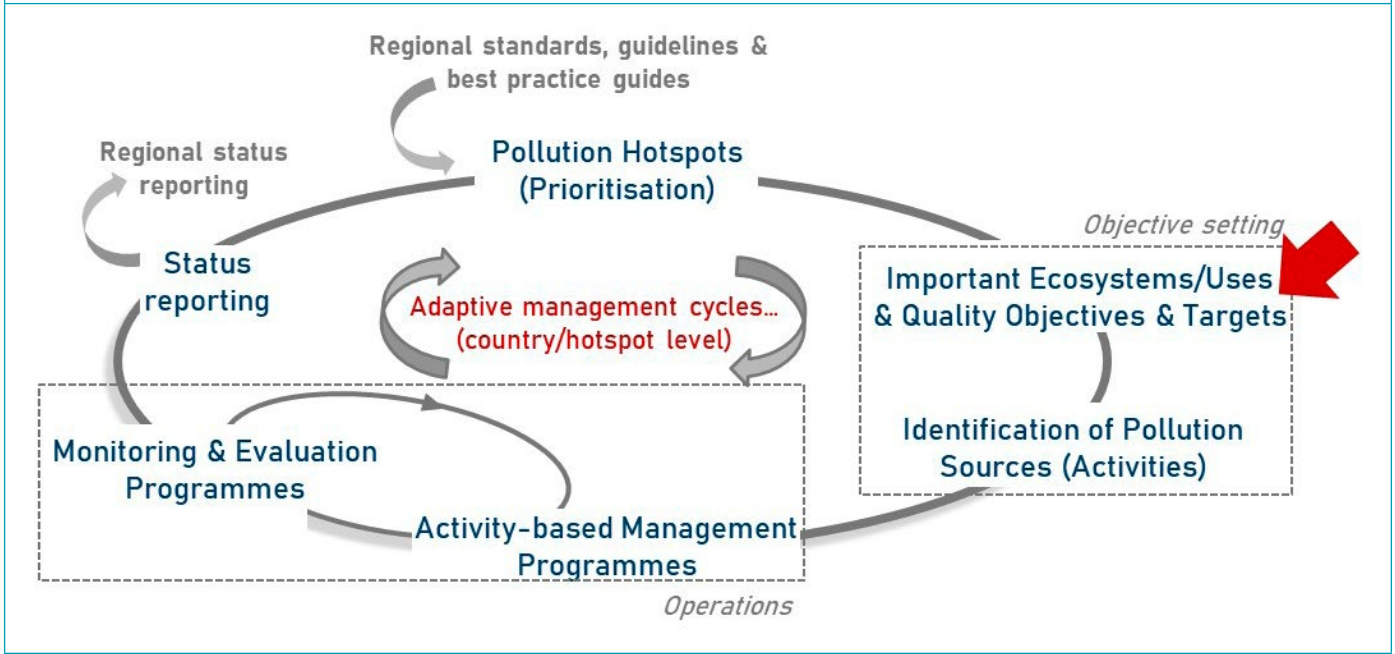 Regional standards, guidelines &
best practice guides
Regional status
reporting
Pollution Hotspots
(Prioritisation)
Objective setting
Status
reporting
Important Ecosystems/Uses
& Quality Objectives & Targets
Adaptive management cycles...
(country/hotspot level)
Identification of Pollution
Sources (Activities)
Monitoring & Evaluation
Programmes
Activity-based Management
Programmes
Operations